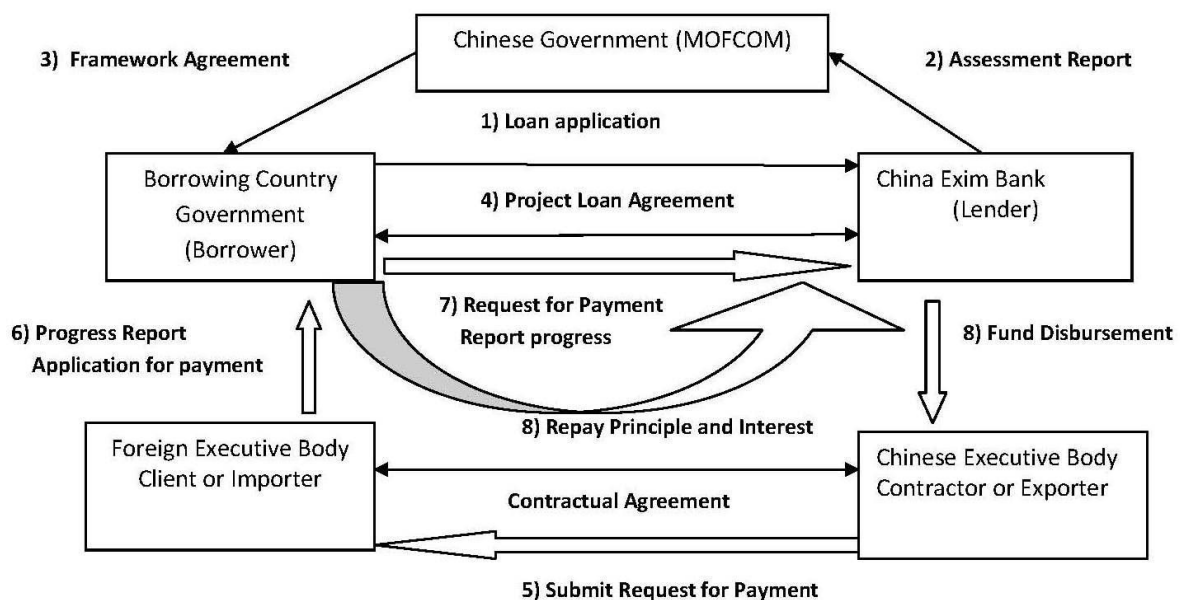 Chinese Government (MOFCOM)
3) Framework Agreement
2) Assessment Report
1) Loan application
Borrowing Country
Government
(Borrower)
China Exim Bank
(Lender)
4) Project Loan Agreement
7) Request for Payment
Report progress
6) Progress Report
Application for payment
8) Fund Disbursement
8) Repay Principle and Interest
Foreign Executive Body
Client or Importer
Chinese Executive Body
Contractor or Exporter
Contractual Agreement
5) Submit Request for Payment